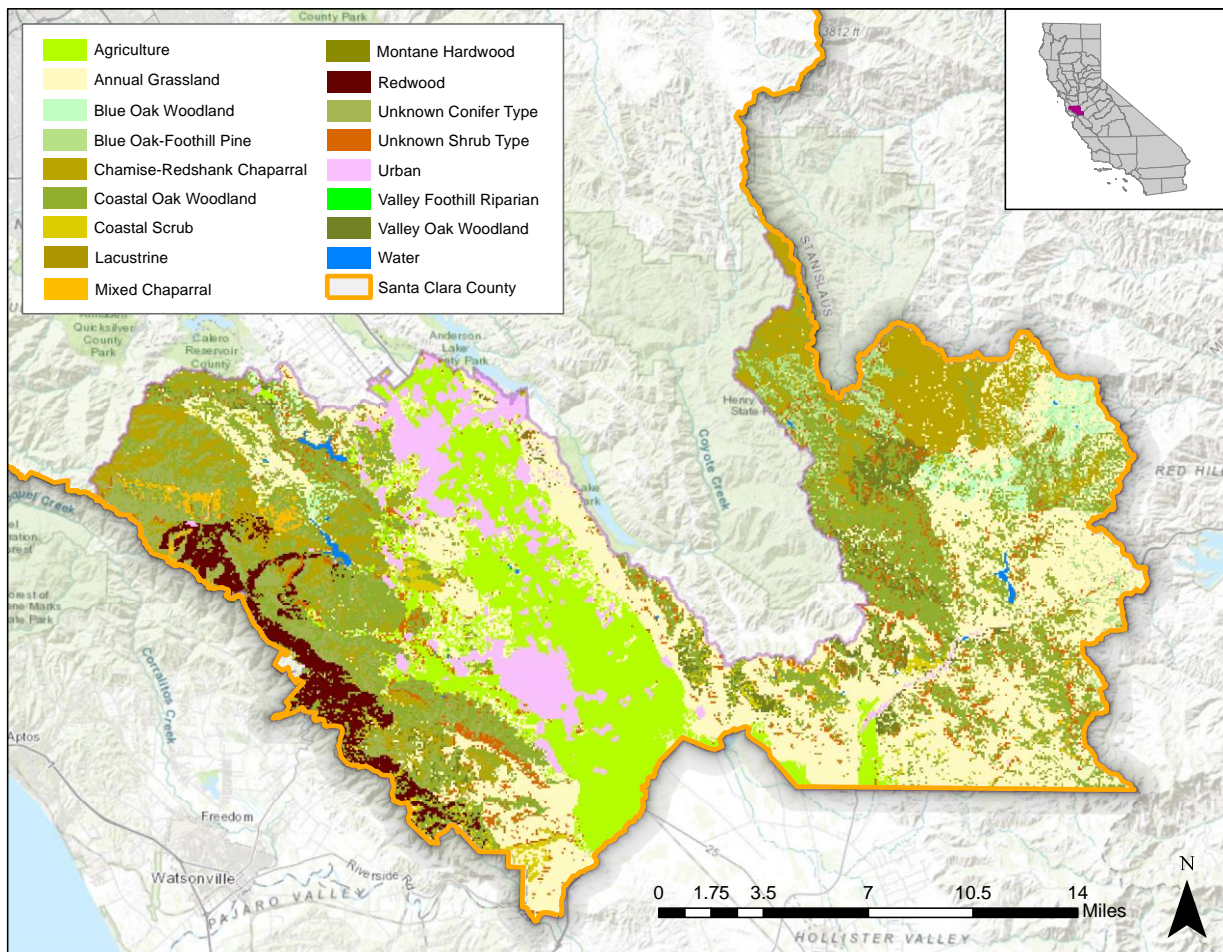 County Park
3812 ft
Agriculture
Annual Grassland
Blue Oak Woodland
Blue Oak-Foothill Pine
Chamise-Redshank Chaparral
Coastal Oak Woodland
Coastal Scrub
Lacustrine
Mixed Chaparral
Montane Hardwood
Redwood
Unknown Conifer Type
Unknown Shrub Type
Urban
Valley Foothill Riparian
Valley Oak Woodland
Water
Santa Clara County
STANISLAUS
Quicksilver
County
Park
Calero
Reservoir
County
Anderson
Lake
Henry
State
Coyote Creek
RED
Creek
Corralitos Creek
Aptos
Freedom
Watsonville
Riverside Rd
PAJARO VALLEY
25
HOLLISTER VALLEY
0 1.75 3.5 7 10.5 14
Miles
N